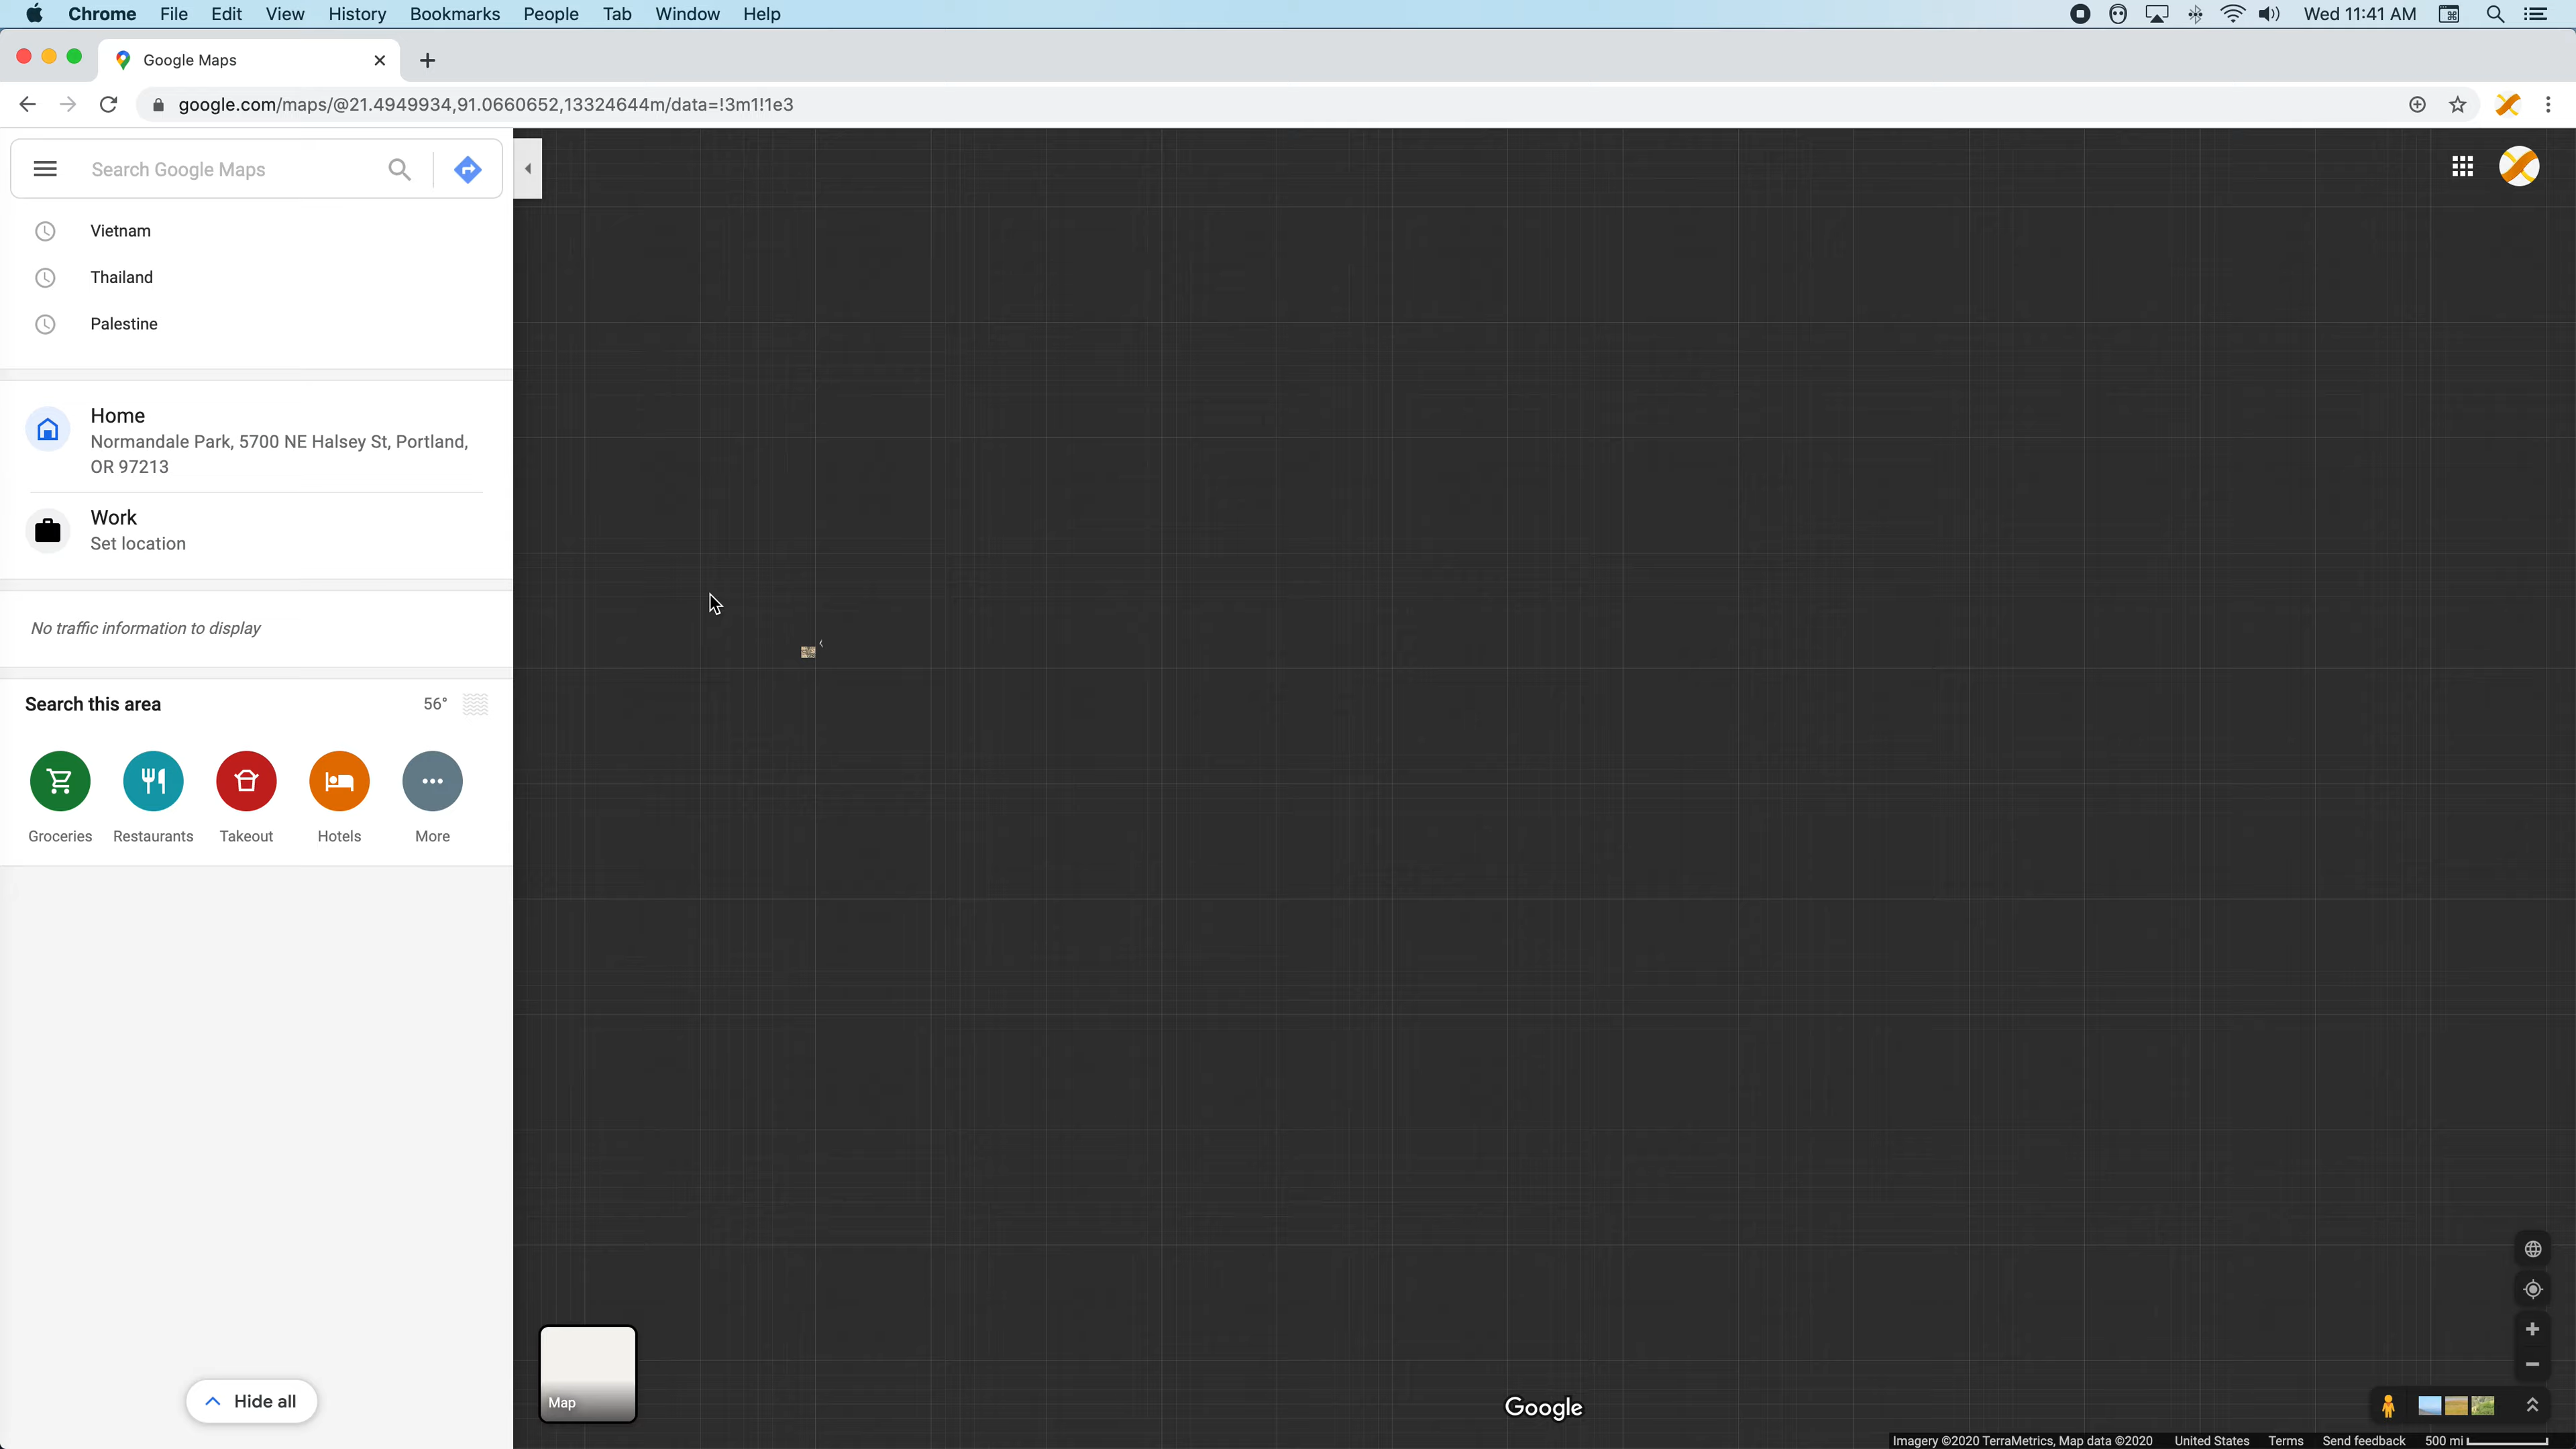 Chrome File Edit View History Bookmarks People Tab Window Help Wed 11:41 AM
Google Maps
google.com/maps/@21.4949934,91.0660652,13324644m/data=!3m1!1e3
Search Google Maps
Vietnam
Thailand
Palestine
Home
Normandale Park, 5700 NE Halsey St, Portland,
OR 97213
Work
Set location
No traffic information to display
Search this area 56°
Groceries Restaurants Takeout Hotels More
Hide all
Map
Google
Imagery ©2020 TerraMetrics, Map data ©2020 United States Terms Send feedback 500 mi